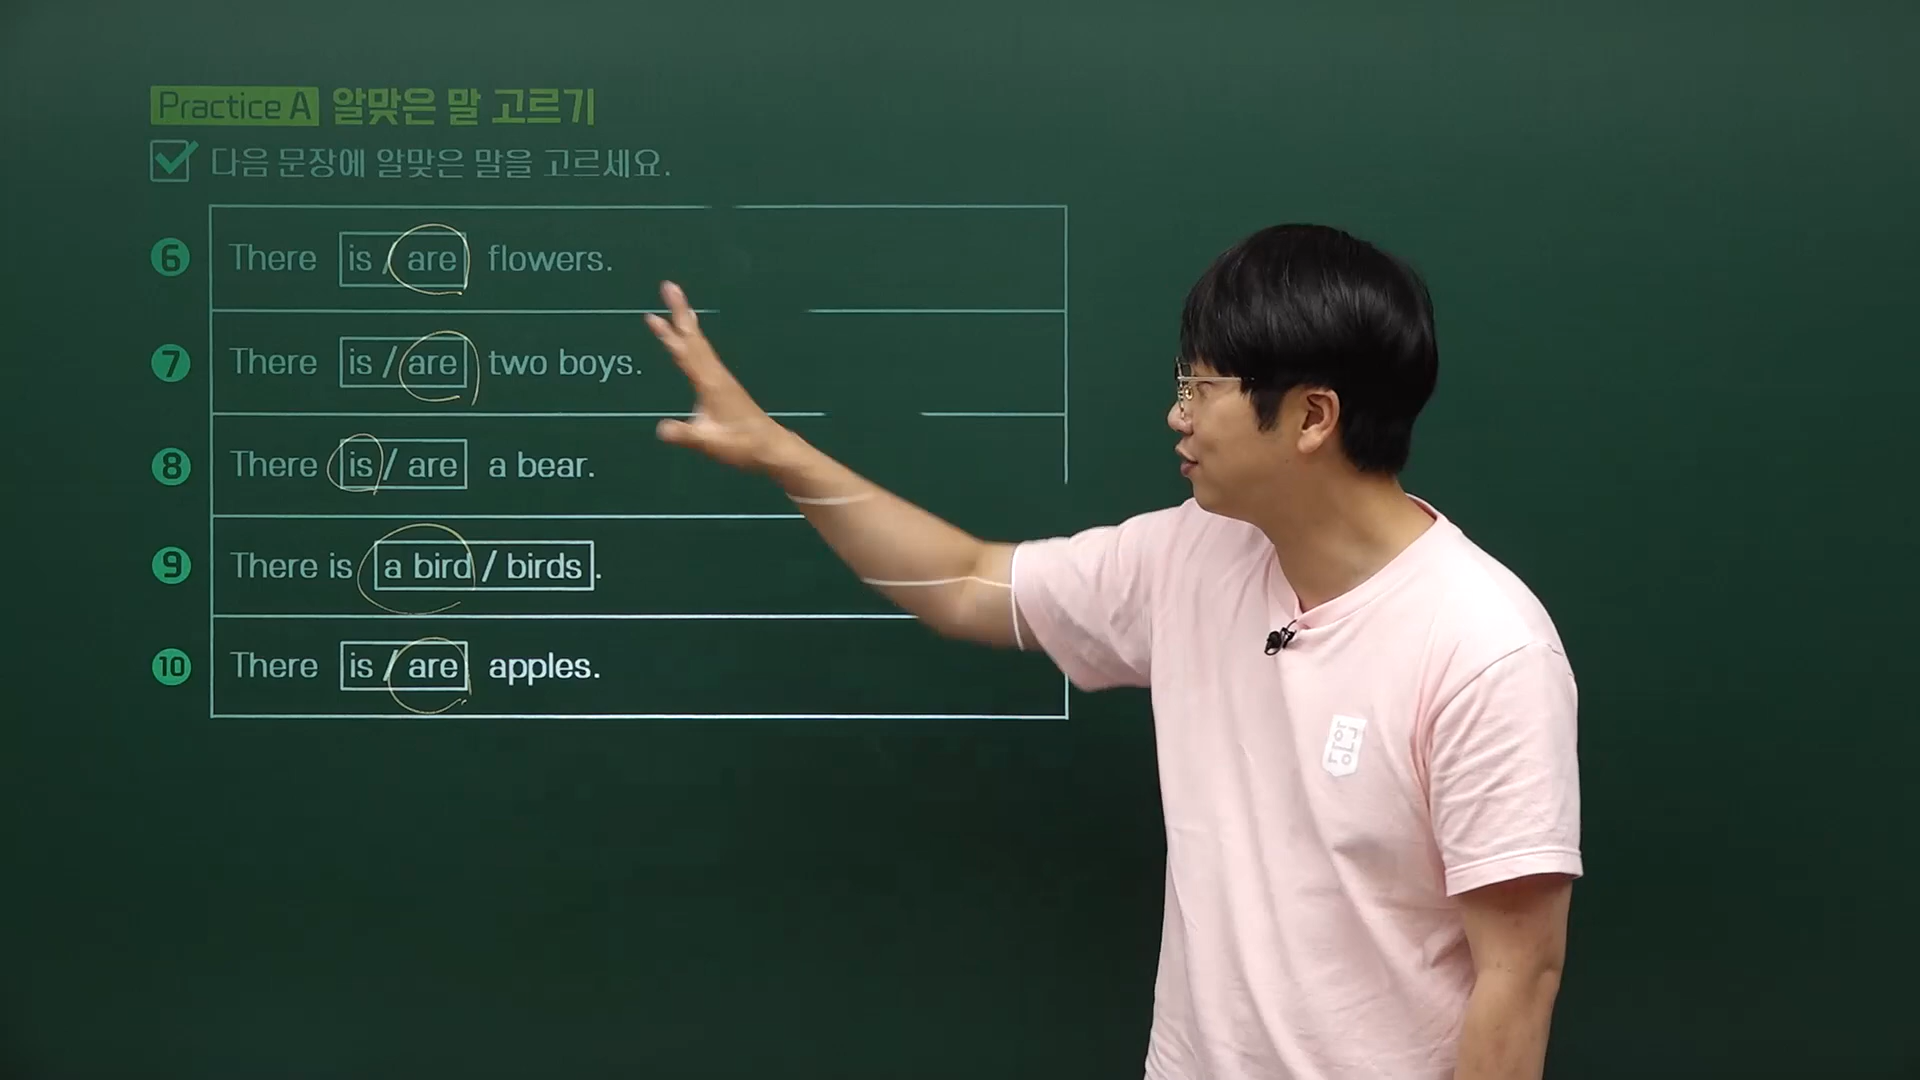 Practice A 알맞은 말 고르기
다음 문장에 알맞은 말을 고르세요.
6 There is / are flowers.
7 There is / are two boys.
8 There is / are a bear.
9 There is a bird / birds.
10 There is / are apples.